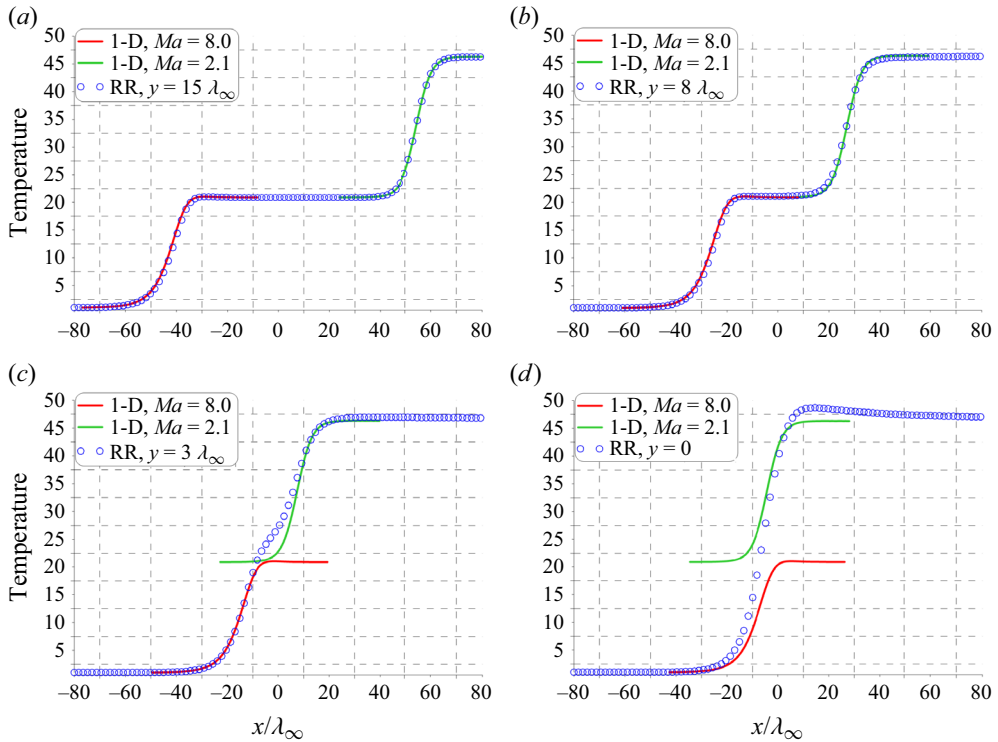 (a)
1-D, Ma = 8.0
1-D, Ma = 2.1
RR, y = 15 λ∞
Temperature
50
45
40
35
30
25
20
15
10
5
−80 −60 −40 −20 0 20 40 60 80
(b)
1-D, Ma = 8.0
1-D, Ma = 2.1
RR, y = 8 λ∞
50
45
40
35
30
25
20
15
10
5
−80 −60 −40 −20 0 20 40 60 80
(c)
1-D, Ma = 8.0
1-D, Ma = 2.1
RR, y = 3 λ∞
Temperature
50
45
40
35
30
25
20
15
10
5
−80 −60 −40 −20 0 20 40 60 80
x/λ∞
(d)
1-D, Ma = 8.0
1-D, Ma = 2.1
RR, y = 0
50
45
40
35
30
25
20
15
10
5
−80 −60 −40 −20 0 20 40 60 80
x/λ∞